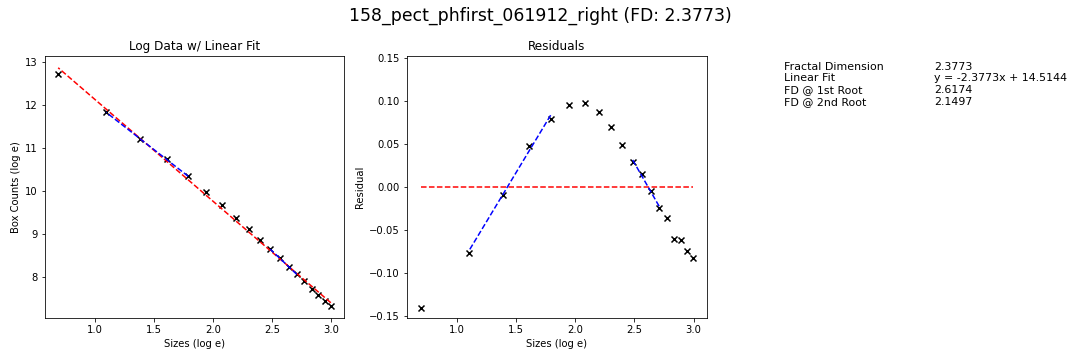 158_pect_phfirst_061912_right (FD: 2.3773)
Log Data w/ Linear Fit
Box Counts (log e)
13
12
11
10
9
8
1.0 1.5 2.0 2.5 3.0
Sizes (log e)
Residuals
Residual
0.15
0.10
0.05
0.00
−0.05
−0.10
−0.15
1.0 1.5 2.0 2.5 3.0
Sizes (log e)
Fractal Dimension 2.3773
Linear Fit y = -2.3773x + 14.5144
FD @ 1st Root 2.6174
FD @ 2nd Root 2.1497